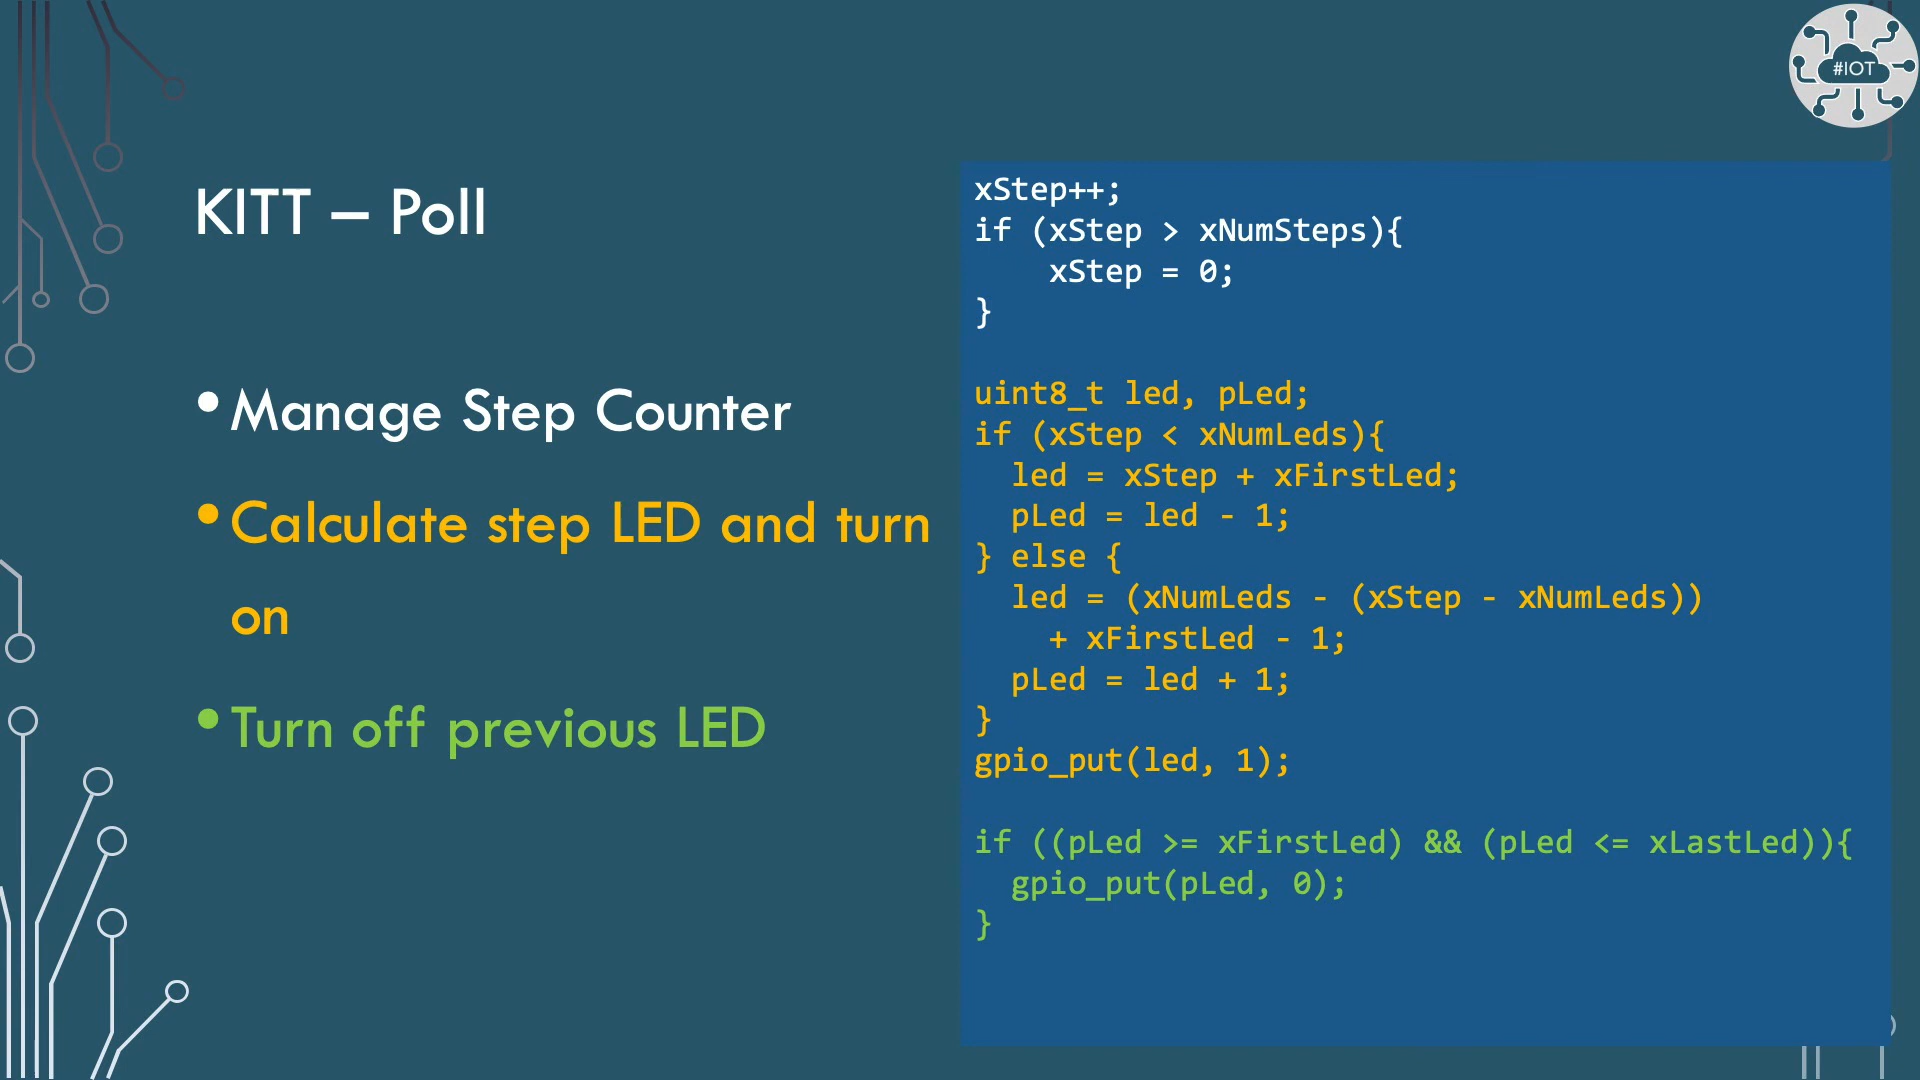 #IOT
KITT – Poll
• Manage Step Counter
• Calculate step LED and turn
on
• Turn off previous LED
xStep++;
if (xStep > xNumSteps){
    xStep = 0;
}

uint8_t led, pLed;
if (xStep < xNumLeds){
  led = xStep + xFirstLed;
  pLed = led - 1;
} else {
  led = (xNumLeds - (xStep - xNumLeds))
    + xFirstLed - 1;
  pLed = led + 1;
}
gpio_put(led, 1);

if ((pLed >= xFirstLed) && (pLed <= xLastLed)){
  gpio_put(pLed, 0);
}